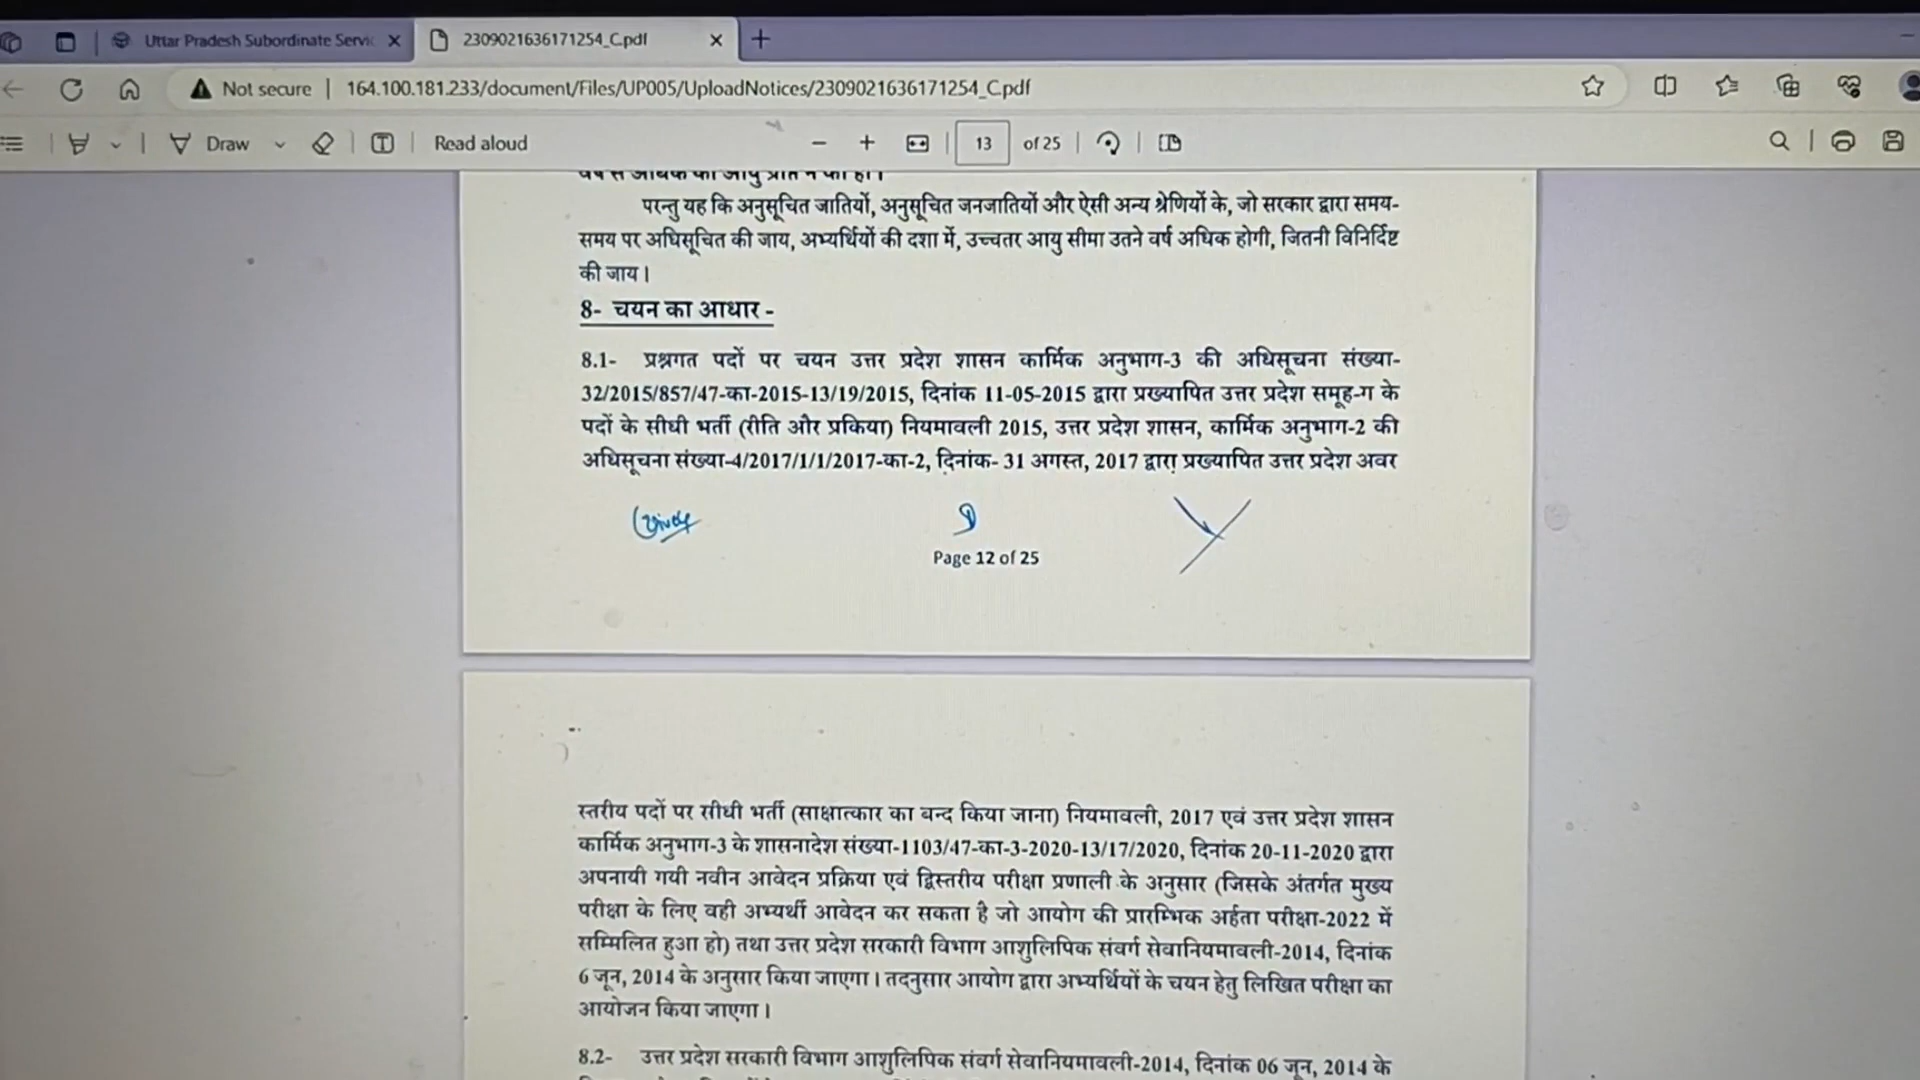 Uttar Pradesh Subordinate Servic
2309021636171254_C.pdf
Not secure
164.100.181.233/document/Files/UP005/UploadNotices/2309021636171254_C.pdf
Draw
Read aloud
13
of 25
वर्ष से अधिक की आयु प्राप्त न की हो।
परन्तु यह कि अनुसूचित जातियों, अनुसूचित जनजातियों और ऐसी अन्य श्रेणियों के, जो सरकार द्वारा समय-
समय पर अधिसूचित की जाय, अभ्यर्थियों की दशा में, उच्चतर आयु सीमा उतने वर्ष अधिक होगी, जितनी विनिर्दिष्ट
की जाय।
8- चयन का आधार -
8.1- प्रश्नगत पदों पर चयन उत्तर प्रदेश शासन कार्मिक अनुभाग-3 की अधिसूचना संख्या-
32/2015/857/47-का-2015-13/19/2015, दिनांक 11-05-2015 द्वारा प्रख्यापित उत्तर प्रदेश समूह-ग के
पदों के सीधी भर्ती (रीति और प्रकिया) नियमावली 2015, उत्तर प्रदेश शासन, कार्मिक अनुभाग-2 की
अधिसूचना संख्या-4/2017/1/1/2017-का-2, दिनांक- 31 अगस्त, 2017 द्वारा प्रख्यापित उत्तर प्रदेश अवर
Page 12 of 25
स्तरीय पदों पर सीधी भर्ती (साक्षात्कार का बन्द किया जाना) नियमावली, 2017 एवं उत्तर प्रदेश शासन
कार्मिक अनुभाग-3 के शासनादेश संख्या-1103/47-का-3-2020-13/17/2020, दिनांक 20-11-2020 द्वारा
अपनायी गयी नवीन आवेदन प्रक्रिया एवं द्विस्तरीय परीक्षा प्रणाली के अनुसार (जिसके अंतर्गत मुख्य
परीक्षा के लिए वही अभ्यर्थी आवेदन कर सकता है जो आयोग की प्रारम्भिक अर्हता परीक्षा-2022 में
सम्मिलित हुआ हो) तथा उत्तर प्रदेश सरकारी विभाग आशुलिपिक संवर्ग सेवानियमावली-2014, दिनांक
6 जून, 2014 के अनुसार किया जाएगा। तदनुसार आयोग द्वारा अभ्यर्थियों के चयन हेतु लिखित परीक्षा का
आयोजन किया जाएगा।
8.2- उत्तर प्रदेश सरकारी विभाग आशुलिपिक संवर्ग सेवानियमावली-2014, दिनांक 06 जून, 2014 के